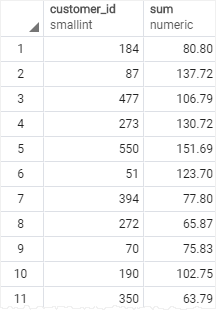 customer_id sum
smallint numeric
1 184 80.80
2 87 137.72
3 477 106.79
4 273 130.72
5 550 151.69
6 51 123.70
7 394 77.80
8 272 65.87
9 70 75.83
10 190 102.75
11 350 63.79